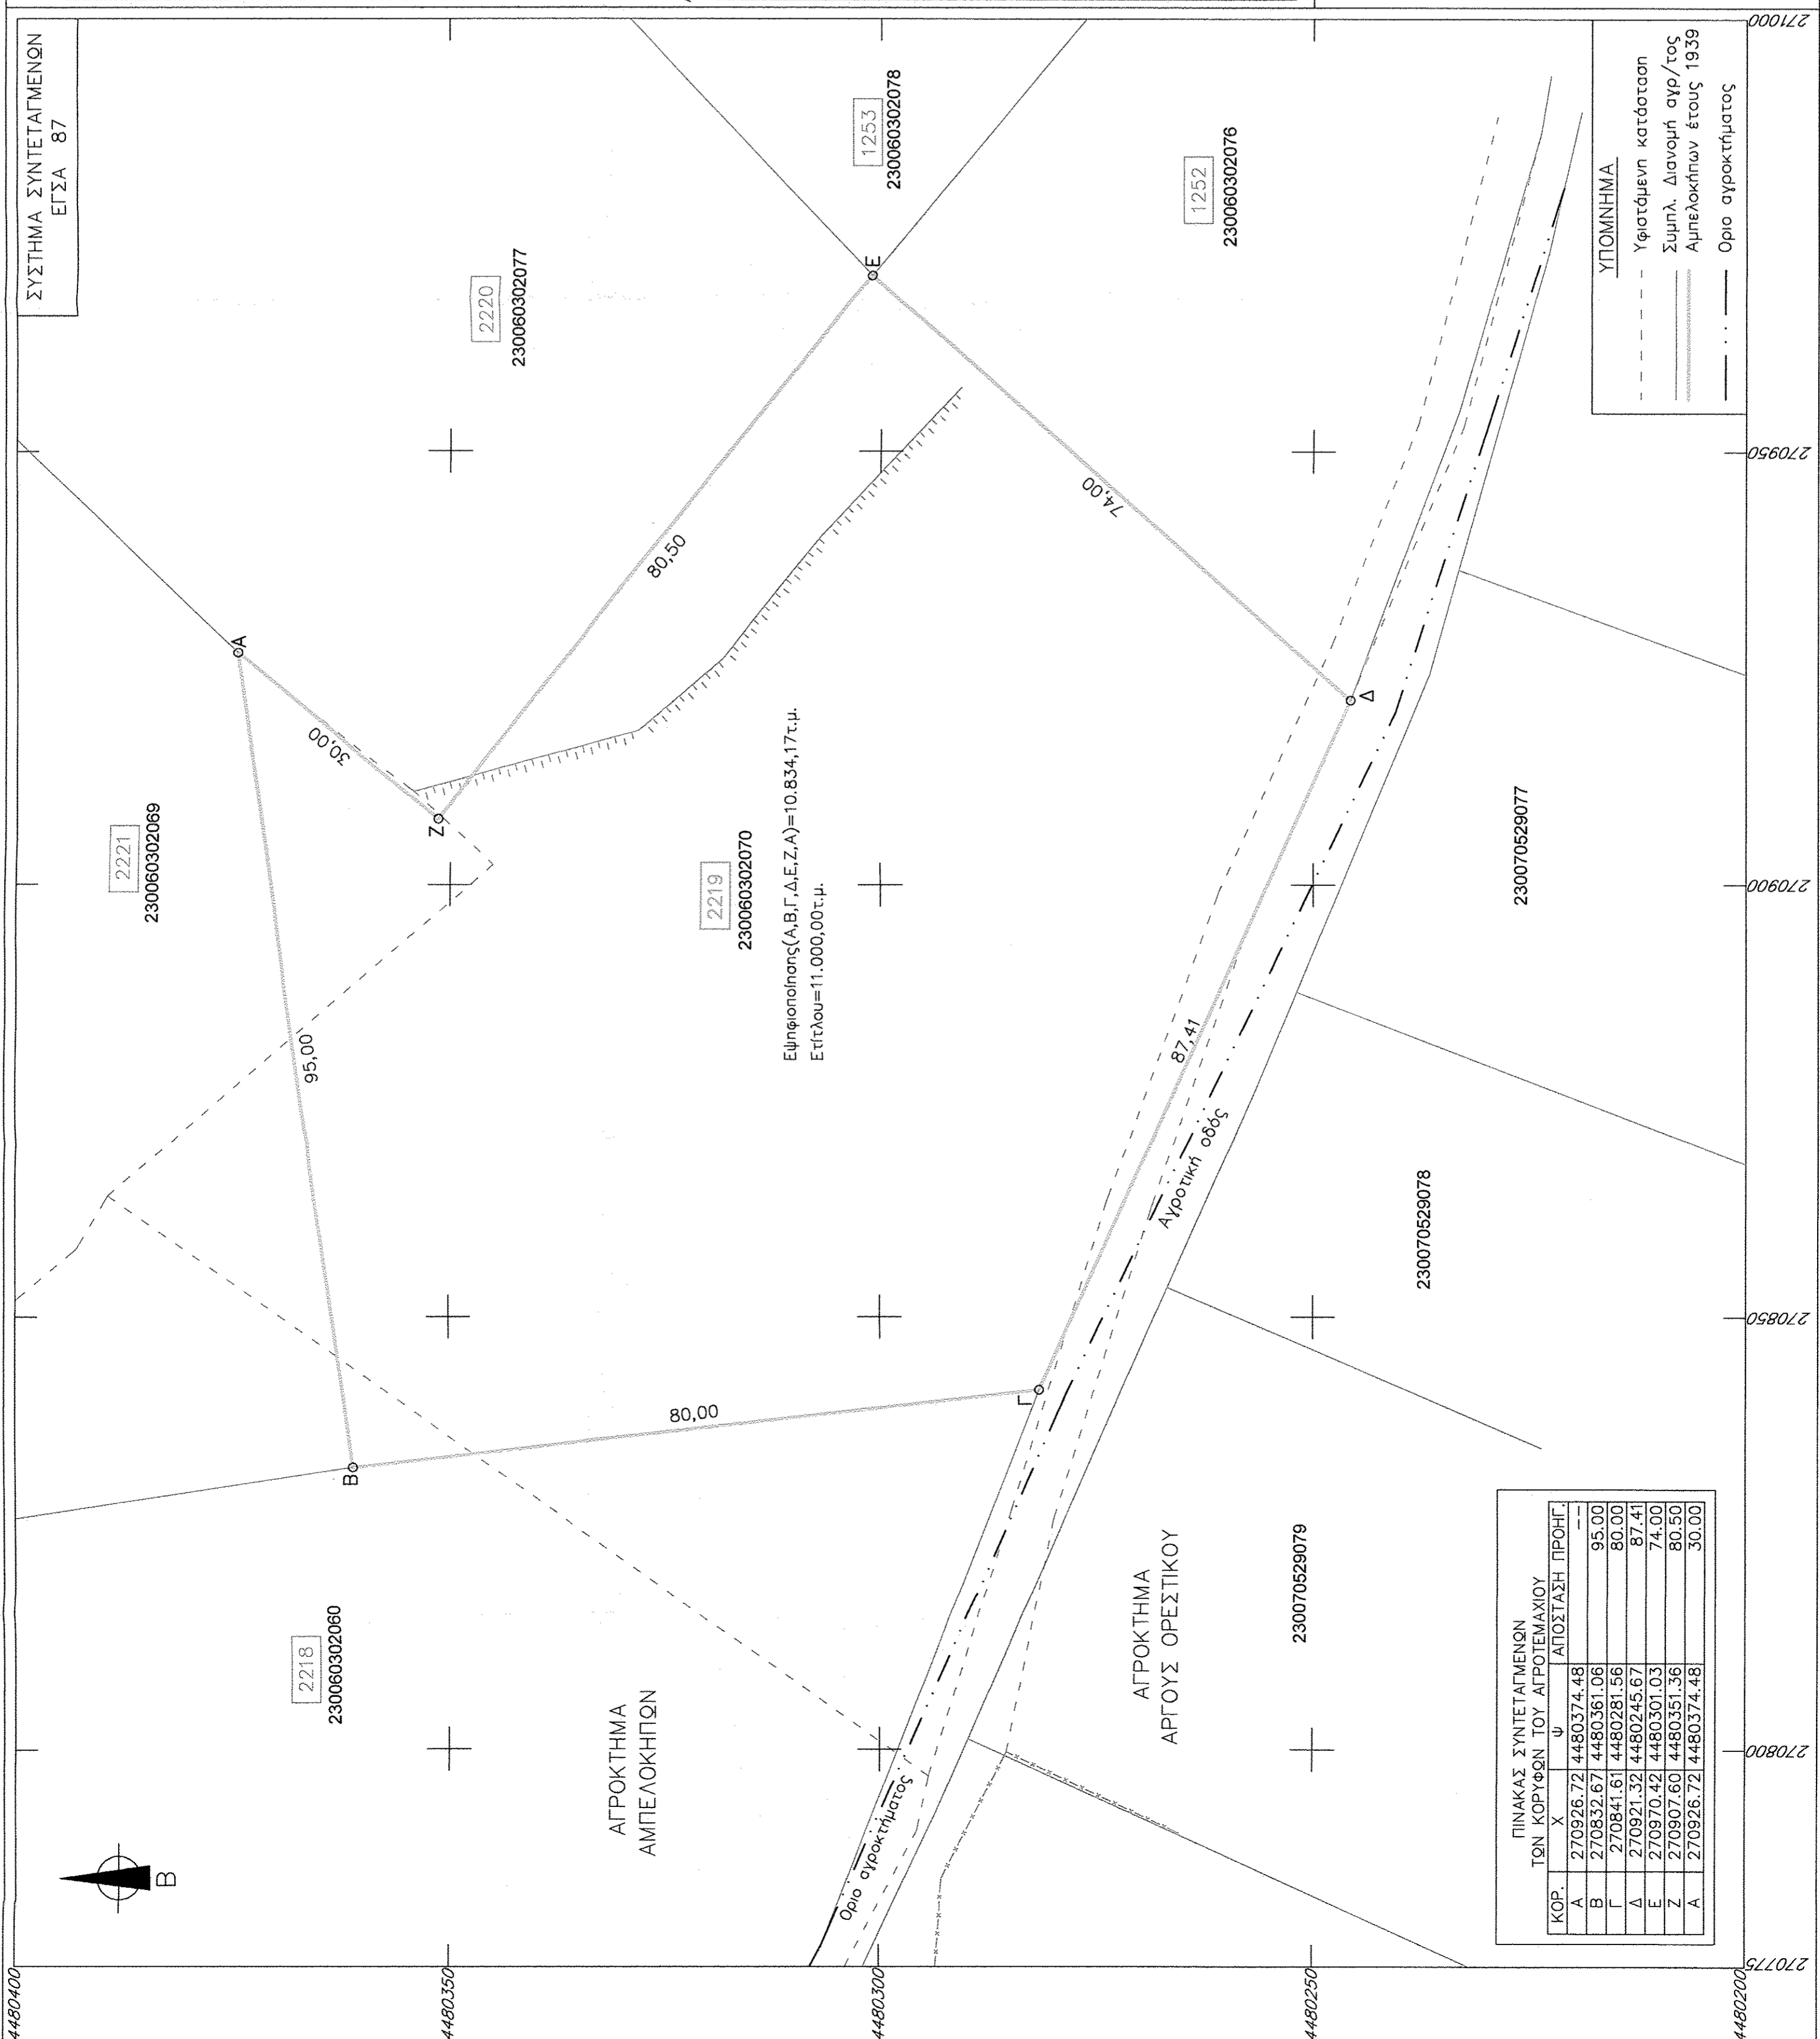 ΣΥΣΤΗΜΑ ΣΥΝΤΕΤΑΓΜΕΝΩΝ
ΕΓΣΑ 87
4480400
4480350
4480300
4480250
4480200
270775
270800
270850
270900
270950
271000
Β
2218
23006030206​0
2221
230060302069
2220
230060302077
1253
230060302078
1252
230060302076
2219
230060302070
Εψηφιοποίησης(Α,Β,Γ,Δ,Ε,Ζ,Α)=10.834,17τ.μ.
Ετίτλου=11.000,00τ.μ.
Α
Β
Γ
Δ
Ε
Ζ
95,00
80,00
87,41
74,00
80,50
30,00
ΑΓΡΟΚΤΗΜΑ
ΑΜΠΕΛΟΚΗΠΩΝ
Οριο αγροκτήματος
Αγροτική οδός
ΑΓΡΟΚΤΗΜΑ
ΑΡΓΟΥΣ ΟΡΕΣΤΙΚΟΥ
230070529079
230070529078
230070529077
ΠΙΝΑΚΑΣ ΣΥΝΤΕΤΑΓΜΕΝΩΝ
ΤΩΝ ΚΟΡΥΦΩΝ ΤΟΥ ΑΓΡΟΤΕΜΑΧΙΟΥ
ΚΟΡ. Χ Ψ ΑΠΟΣΤΑΣΗ ΠΡΟΗΓ.
Α 270926.72 4480374.48 ---
Β 270832.67 4480361.06 95.00
Γ 270841.61 4480281.56 80.00
Δ 270921.32 4480245.67 87.41
Ε 270970.42 4480301.03 74.00
Ζ 270907.60 4480351.36 80.50
Α 270926.72 4480374.48 30.00
ΥΠΟΜΝΗΜΑ
Υφιστάμενη κατάσταση
Συμπλ. Διανομή αγρ/τος
Αμπελοκήπων έτους 1939
Οριο αγροκτήματος